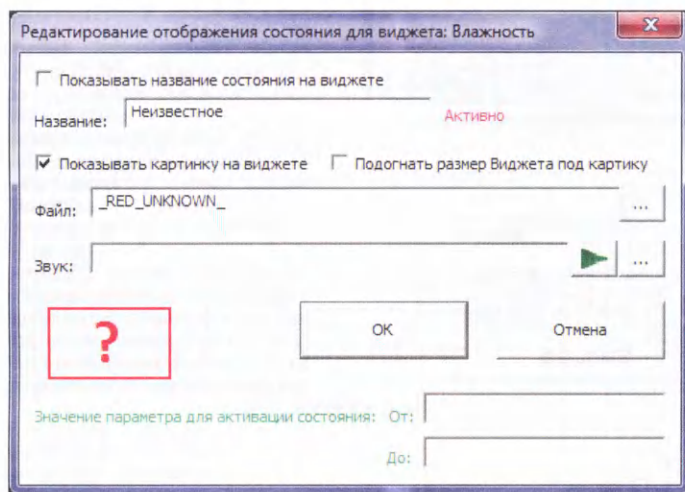 Редактирование отображения состояния для виджета: Влажность
Показывать название состояния на виджете
Название: Неизвестное Активно
Показывать картинку на виджете Подогнать размер Виджета под картику
Файл: _RED_UNKNOWN_ ...
Звук: ...
? ОК Отмена
Значение параметра для активации состояния: От:
До: